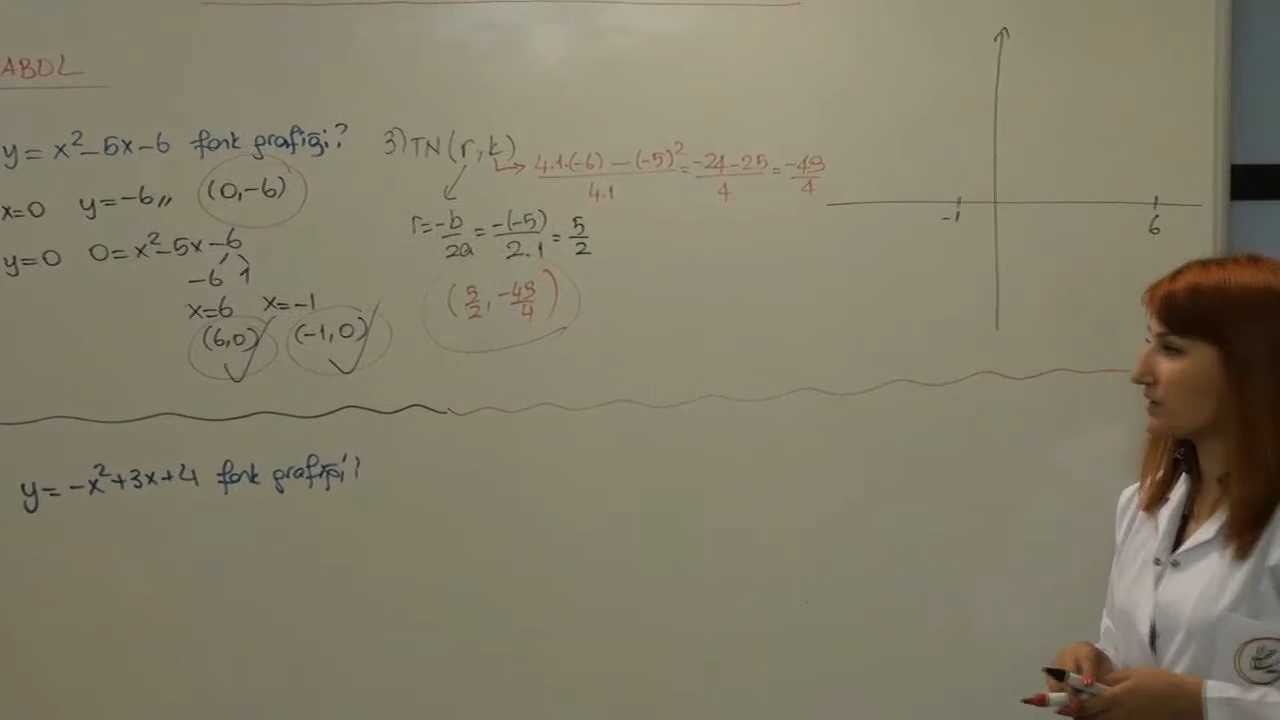 ABOL
y = x² - 5x - 6 fonk grafiği?
x=0 y=-6,, (0,-6)
y=0 0=x²-5x-6
-6 1
x=6 x=-1
(6,0) (-1,0)
3) TN (r, k)
4.1.(-6) - (-5)² / 4.1 = -24-25 / 4 = -49/4
r = -b/2a = -(-5)/2.1 = 5/2
(5/2, -49/4)
-1 6
y = -x² + 3x + 4 fonk grafiği?